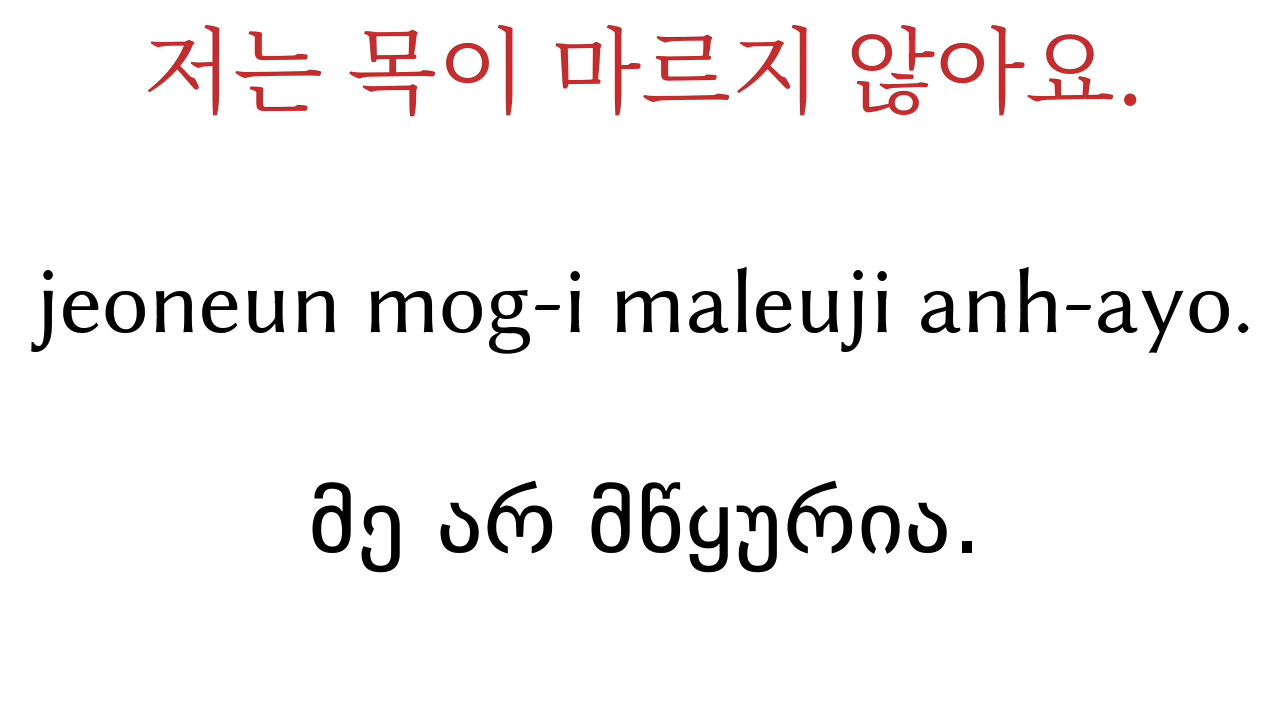 저는 목이 마르지 않아요.
jeoneun mog-i maleuji anh-ayo.
მე არ მწყურია.